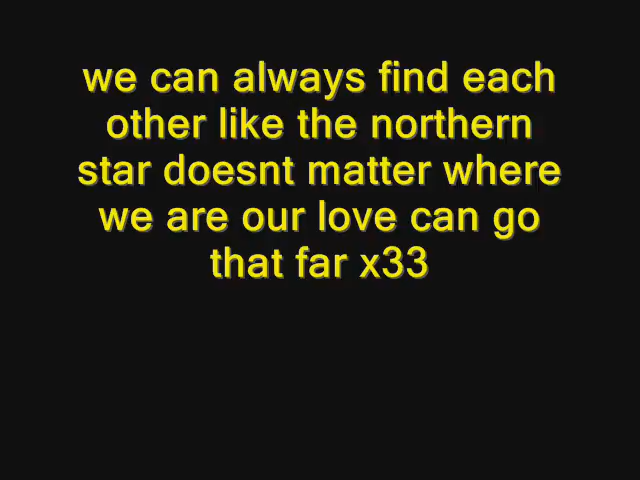 we can always find each
other like the northern
star doesnt matter where
we are our love can go
that far x33